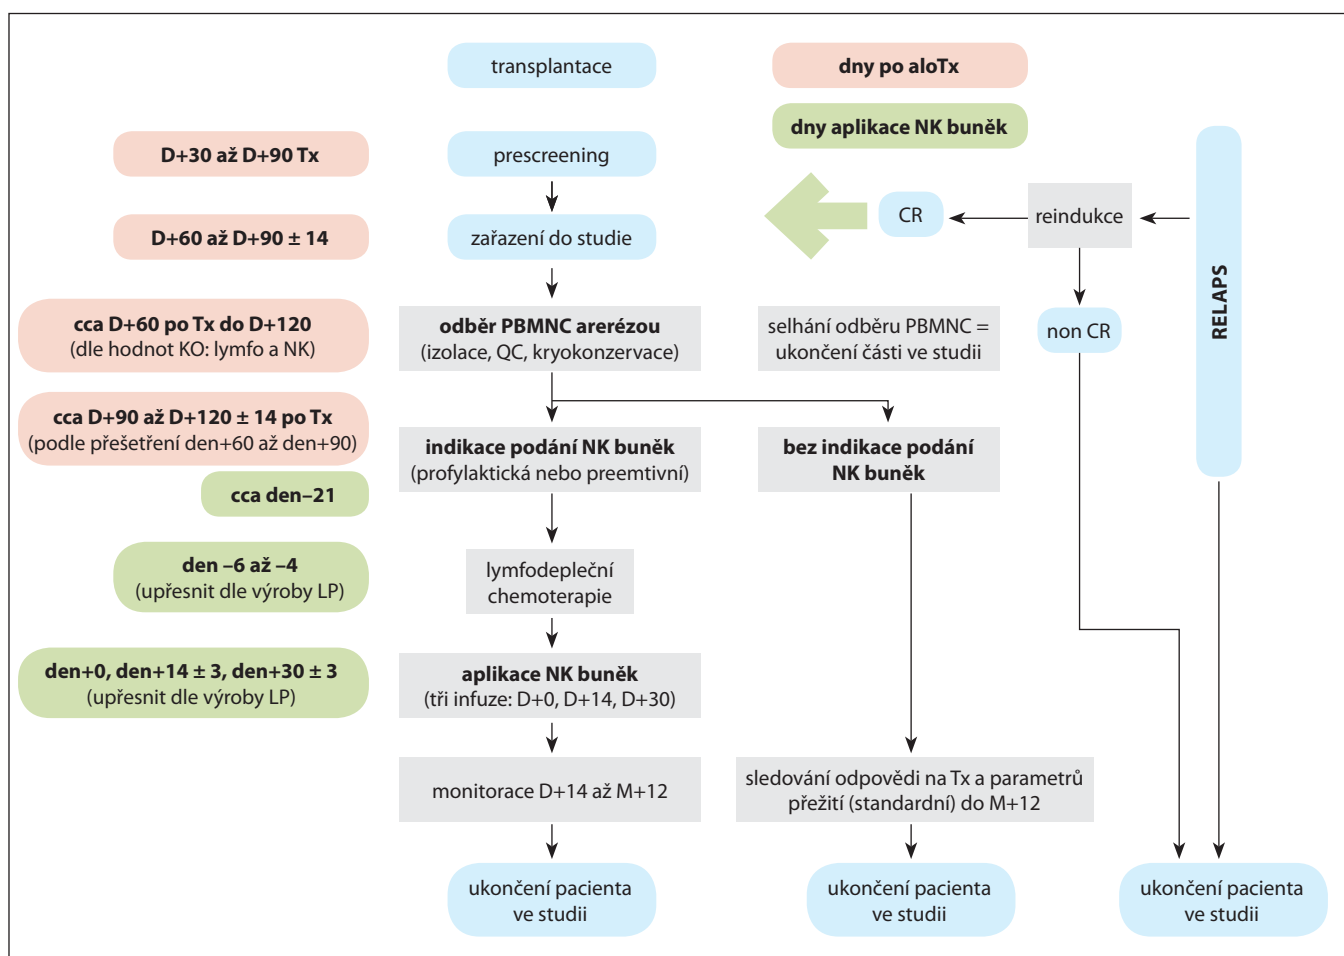 transplantace
dny po aloTx
dny aplikace NK buněk
D+30 až D+90 Tx
prescreening
D+60 až D+90 ± 14
zařazení do studie
CR
reindukce
RELAPS
non CR
cca D+60 po Tx do D+120
(dle hodnot KO: lymfo a NK)
odběr PBMNC arerézou
(izolace, QC, kryokonzervace)
selhání odběru PBMNC =
ukončení části ve studii
cca D+90 až D+120 ± 14 po Tx
(podle přešetření den+60 až den+90)
indikace podání NK buněk
(profylaktická nebo preemtivní)
bez indikace podání
NK buněk
cca den–21
den –6 až –4
(upřesnit dle výroby LP)
lymfodepleční
chemoterapie
den+0, den+14 ± 3, den+30 ± 3
(upřesnit dle výroby LP)
aplikace NK buněk
(tři infuze: D+0, D+14, D+30)
monitorace D+14 až M+12
sledování odpovědi na Tx a parametrů
přežití (standardní) do M+12
ukončení pacienta
ve studii
ukončení pacienta
ve studii
ukončení pacienta
ve studii